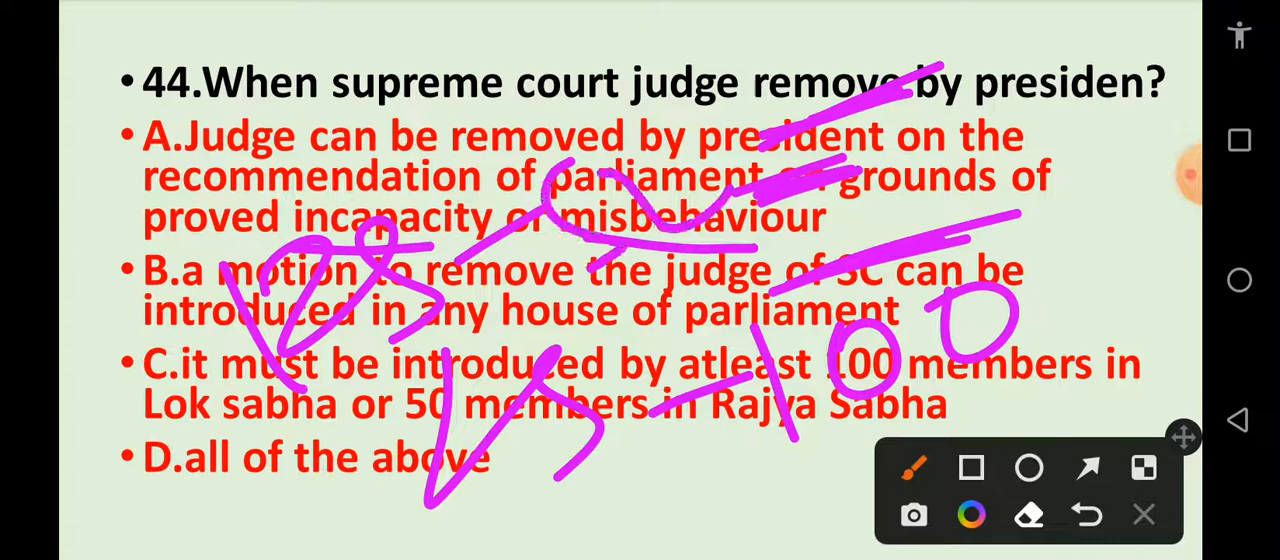 • 44.When supreme court judge remove by presiden?
• A.Judge can be removed by president on the
recommendation of parliament on grounds of
proved incapacity or misbehaviour
• B.a motion to remove the judge of SC can be
introduced in any house of parliament
• C.it must be introduced by atleast 100 members in
Lok sabha or 50 members in Rajya Sabha
• D.all of the above
LS - 100